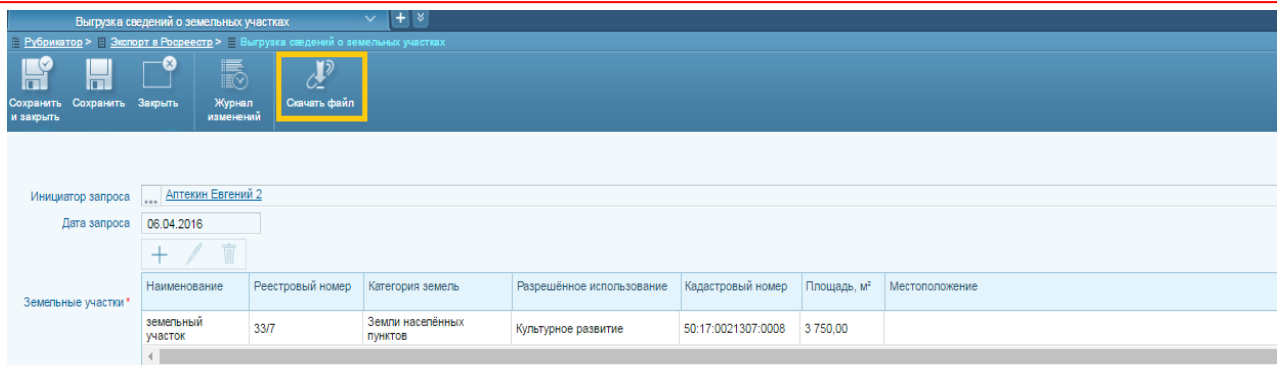 Выгрузка сведений о земельных участках
Рубрикатор > Экспорт в Росреестр > Выгрузка сведений о земельных участках
Сохранить и закрыть
Сохранить
Закрыть
Журнал изменений
Скачать файл
Инициатор запроса ... Аптекин Евгений 2
Дата запроса 06.04.2016
Земельные участки *
Наименование Реестровый номер Категория земель Разрешённое использование Кадастровый номер Площадь, м² Местоположение
земельный участок 33/7 Земли населённых пунктов Культурное развитие 50:17:0021307:0008 3 750,00